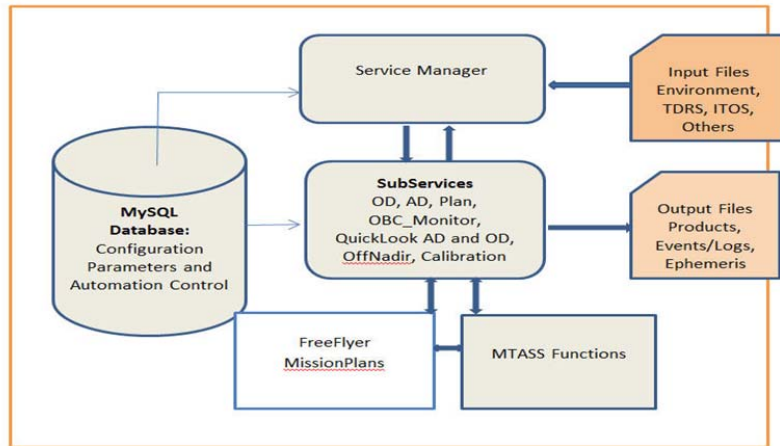 Service Manager
Input Files
Environment,
TDRS, ITOS,
Others
MySQL
Database:
Configuration
Parameters and
Automation Control
SubServices
OD, AD, Plan,
OBC_Monitor,
QuickLook AD and OD,
OffNadir, Calibration
Output Files
Products,
Events/Logs,
Ephemeris
FreeFlyer
MissionPlans
MTASS Functions